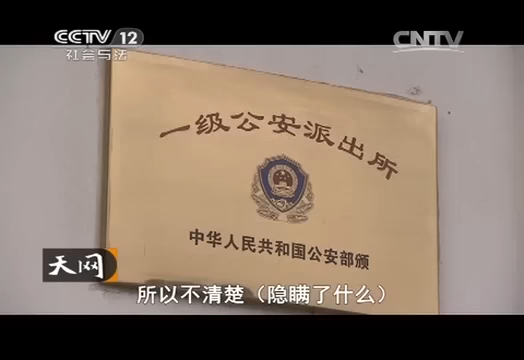 CCTV 12
社会与法
CNTV
一级公安派出所
中华人民共和国公安部颁
天网
所以不清楚（隐瞒了什么）